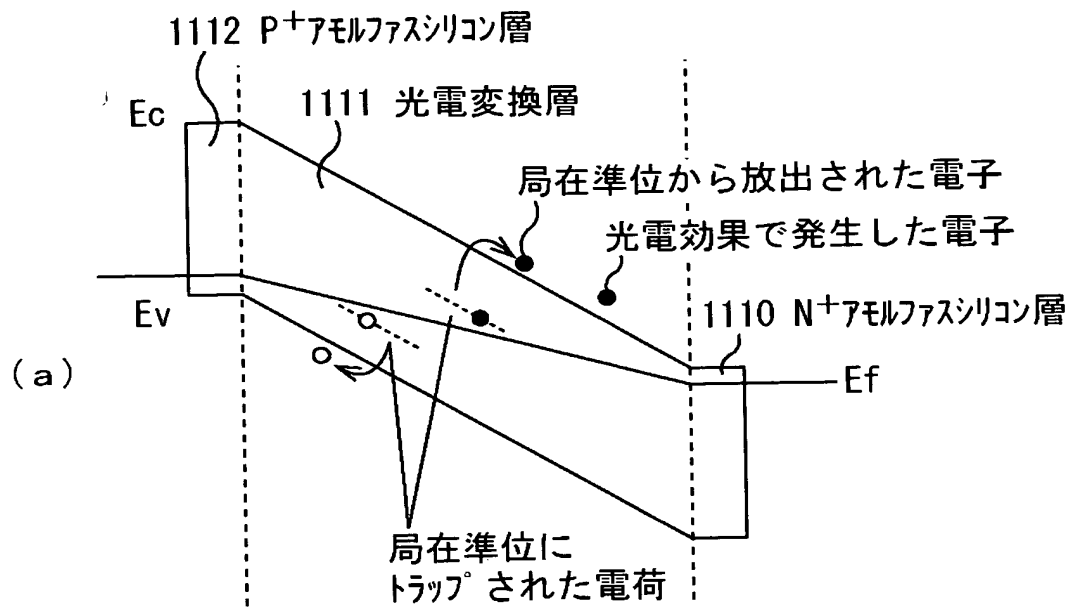 1112 P+アモルファスシリコン層
1111 光電変換層
Ec
局在準位から放出された電子
光電効果で発生した電子
1110 N+アモルファスシリコン層
Ev
(a)
Ef
局在準位に
トラップされた電荷